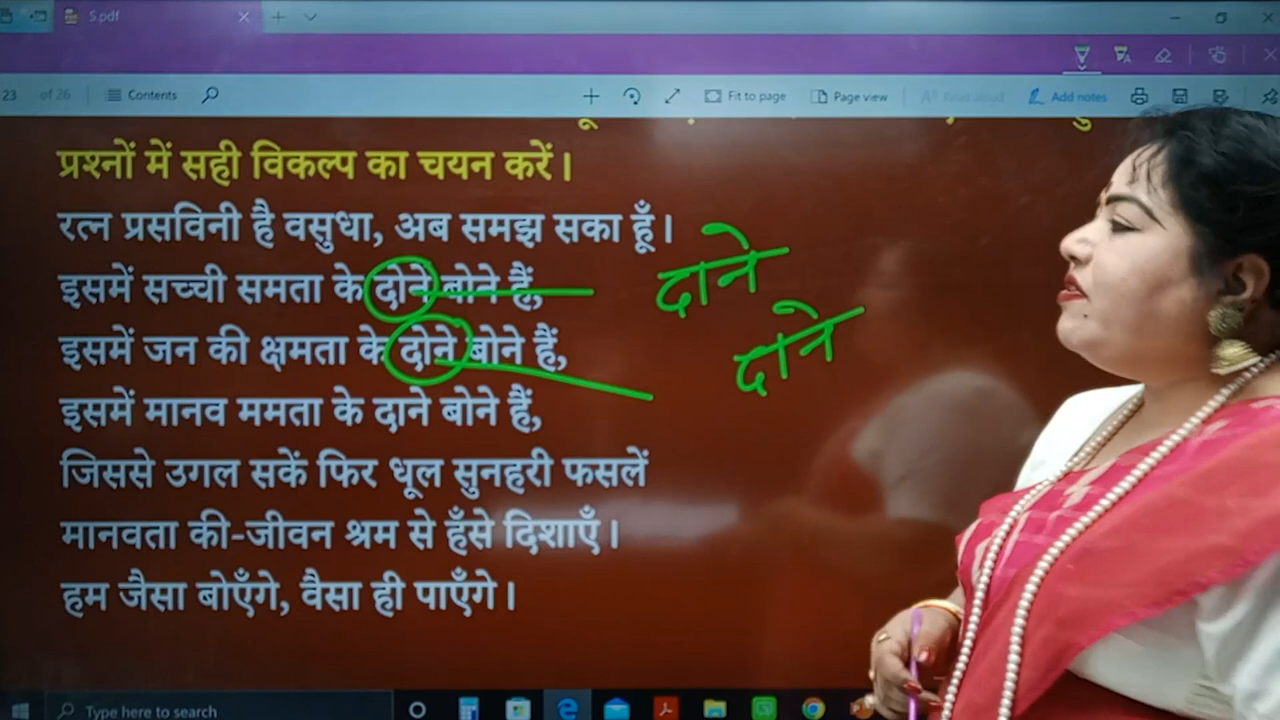 S.pdf
23 of 26 Contents Fit to page Page view Read aloud Add notes
प्रश्नों में सही विकल्प का चयन करें।
रत्न प्रसविनी है वसुधा, अब समझ सका हूँ।
इसमें सच्ची समता के दोने बोने हैं, दाने
इसमें जन की क्षमता के दोने बोने हैं, दाने
इसमें मानव ममता के दाने बोने हैं,
जिससे उगल सकें फिर धूल सुनहरी फसलें
मानवता की-जीवन श्रम से हँसे दिशाएँ।
हम जैसा बोएँगे, वैसा ही पाएँगे।
Type here to search